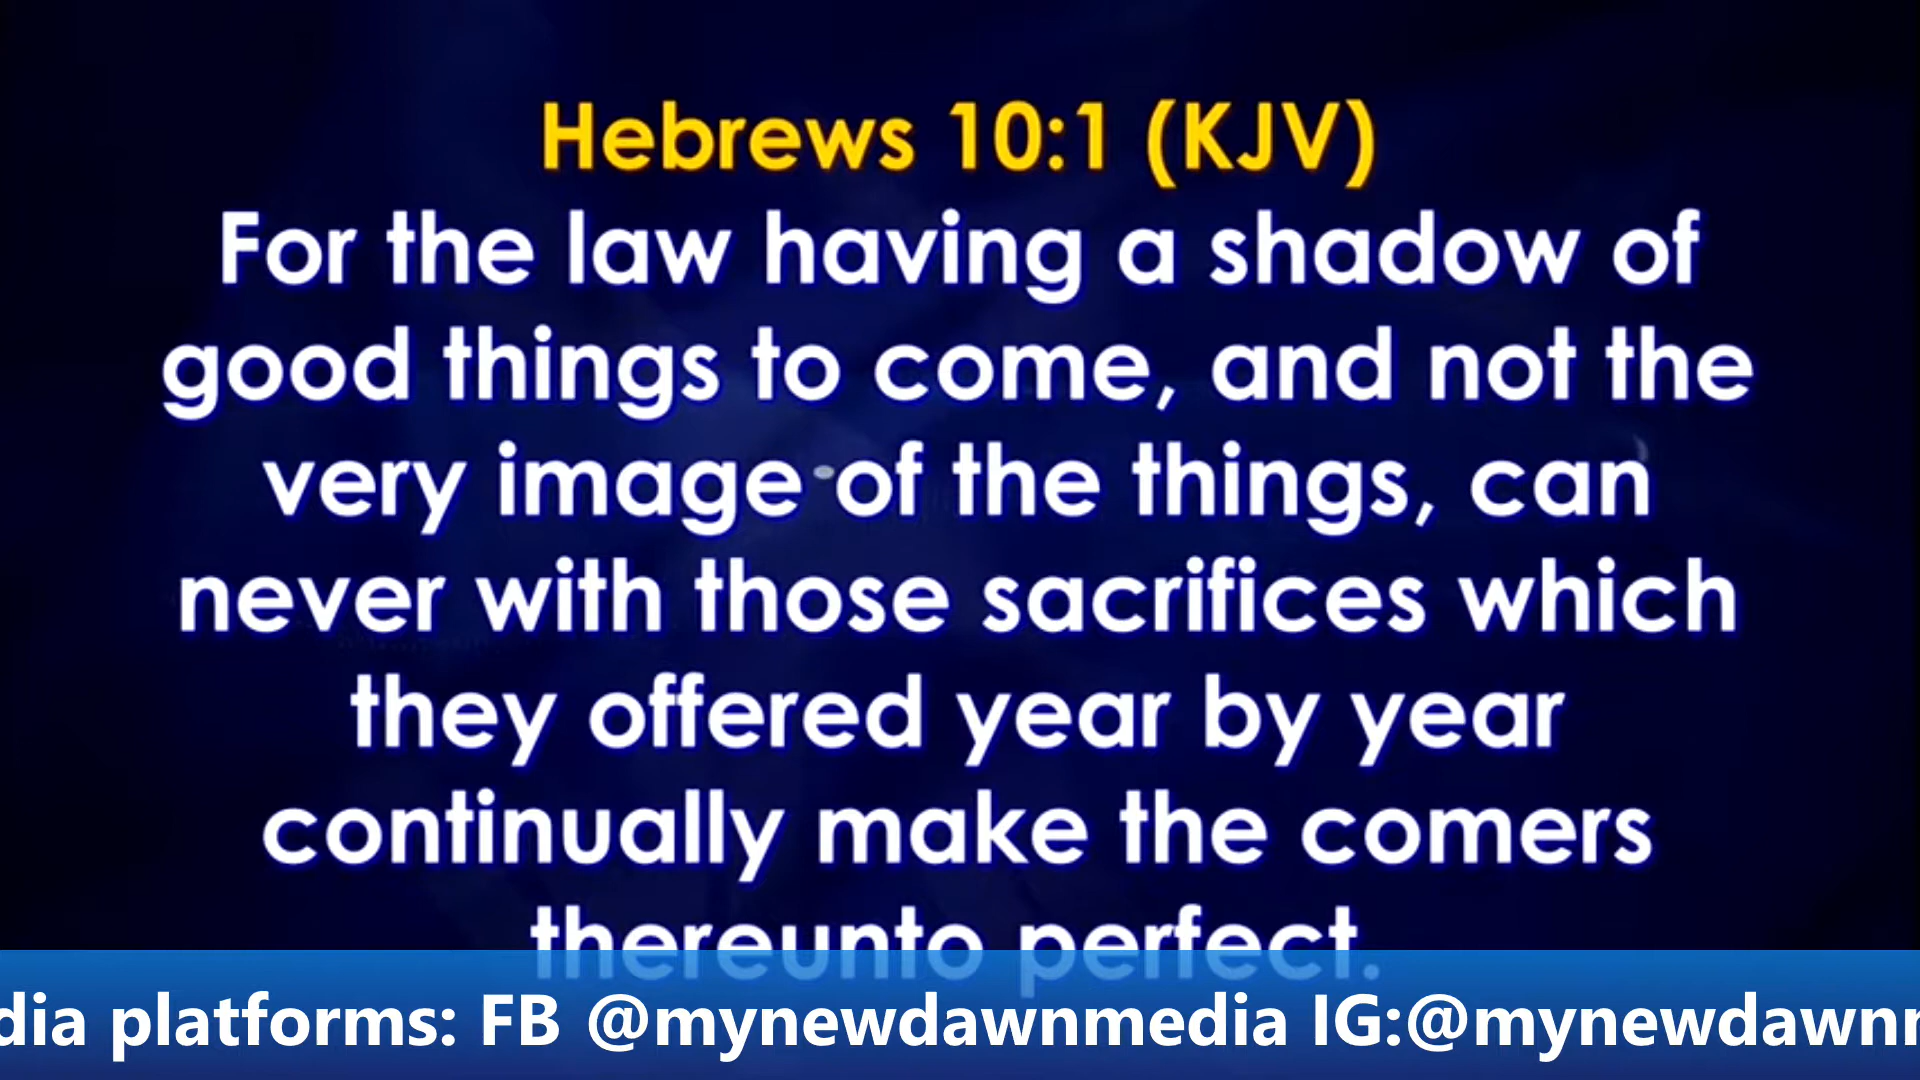 Hebrews 10:1 (KJV)
For the law having a shadow of
good things to come, and not the
very image of the things, can
never with those sacrifices which
they offered year by year
continually make the comers
thereunto perfect.
dia platforms: FB @mynewdawnmedia IG:@mynewdawn